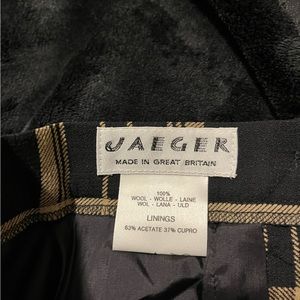 JAEGER
MADE IN GREAT BRITAIN
100%
WOOL - WOLLE - LAINE
WOL - LANA - ULD
LININGS
63% ACETATE 37% CUPRO